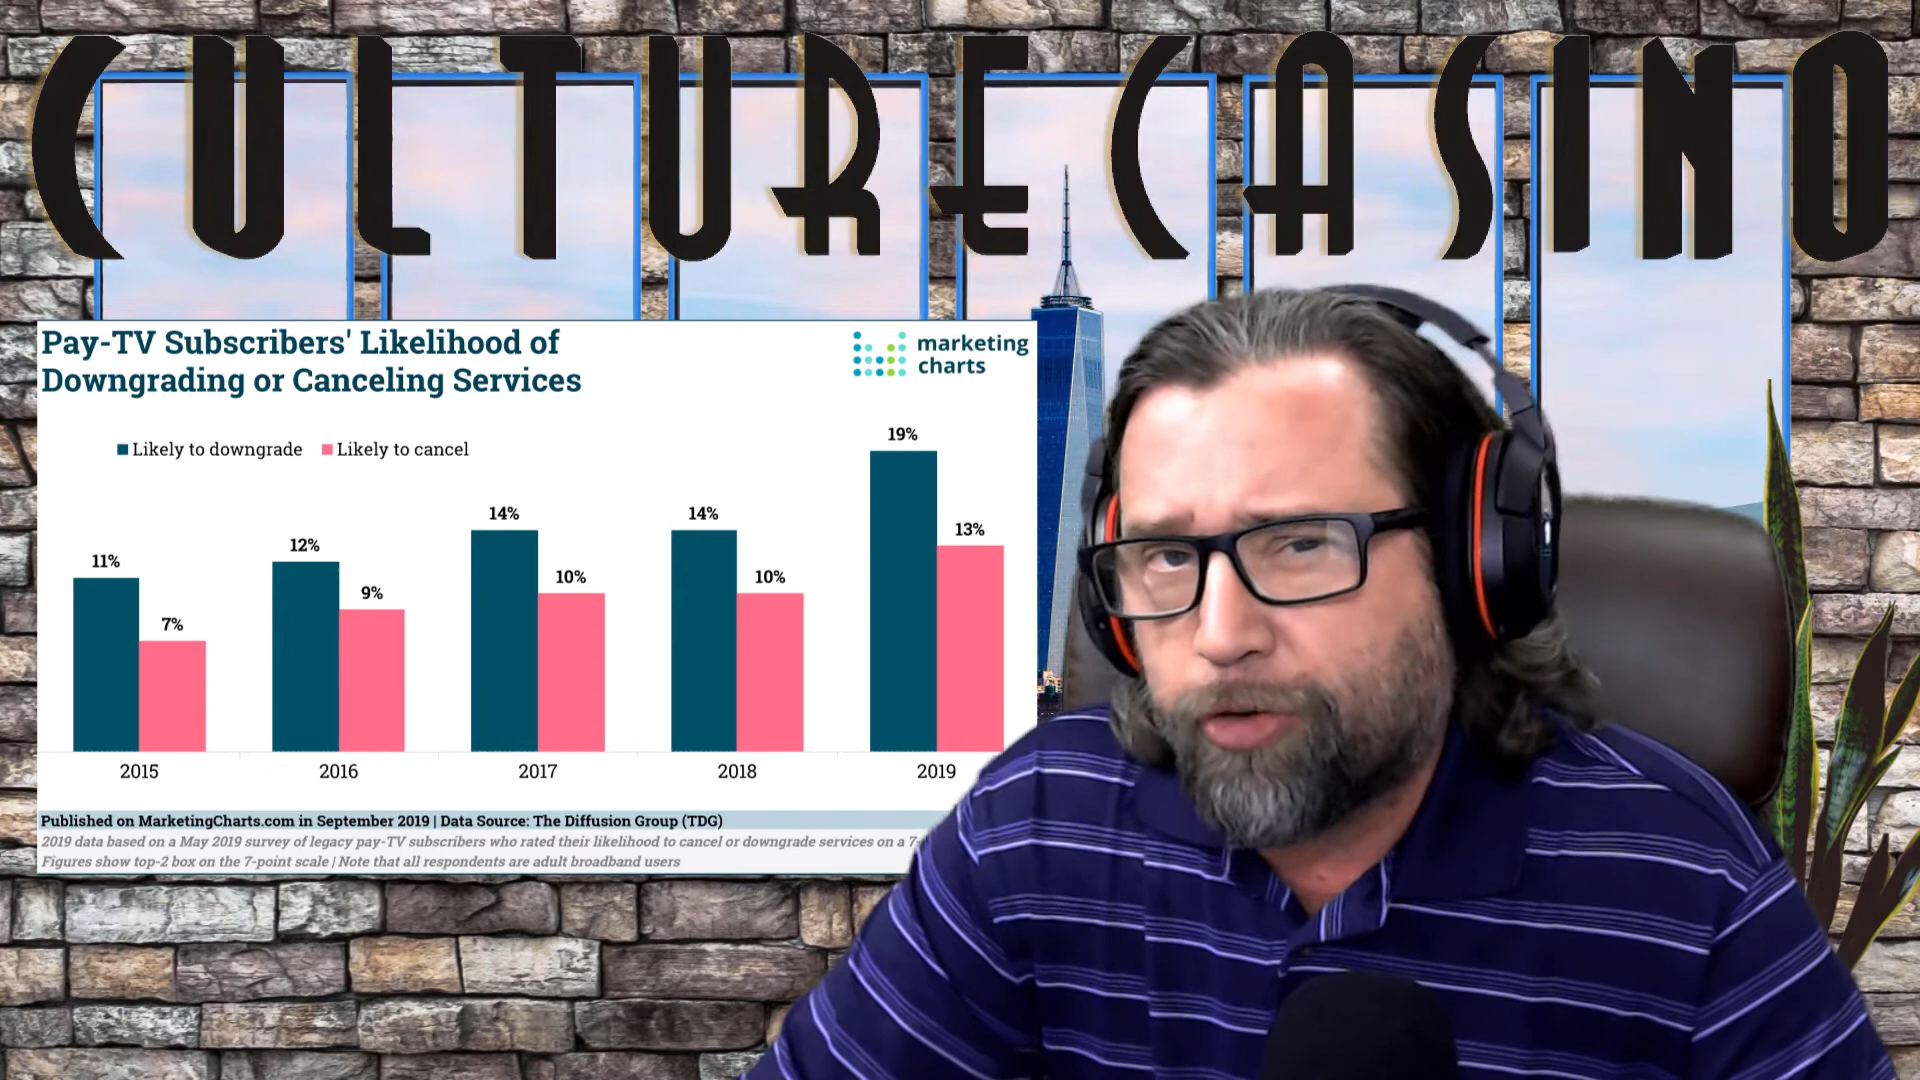 CULTURE CASINO
Pay-TV Subscribers' Likelihood of
Downgrading or Canceling Services
marketing
charts
Likely to downgrade Likely to cancel
11%
7%
12%
9%
14%
10%
14%
10%
19%
13%
2015 2016 2017 2018 2019
Published on MarketingCharts.com in September 2019 | Data Source: The Diffusion Group (TDG)
2019 data based on a May 2019 survey of legacy pay-TV subscribers who rated their likelihood to cancel or downgrade services on a 7-
Figures show top-2 box on the 7-point scale | Note that all respondents are adult broadband users